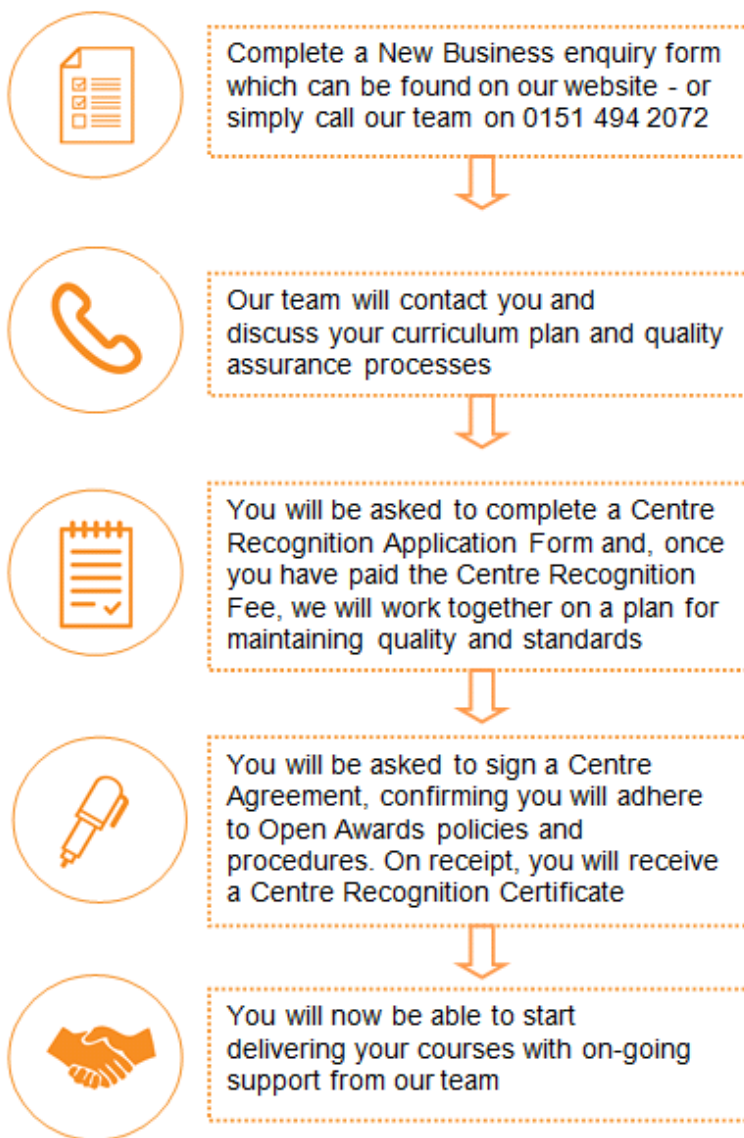 Complete a New Business enquiry form
which can be found on our website - or
simply call our team on 0151 494 2072
Our team will contact you and
discuss your curriculum plan and quality
assurance processes
You will be asked to complete a Centre
Recognition Application Form and, once
you have paid the Centre Recognition
Fee, we will work together on a plan for
maintaining quality and standards
You will be asked to sign a Centre
Agreement, confirming you will adhere
to Open Awards policies and
procedures. On receipt, you will receive
a Centre Recognition Certificate
You will now be able to start
delivering your courses with on-going
support from our team